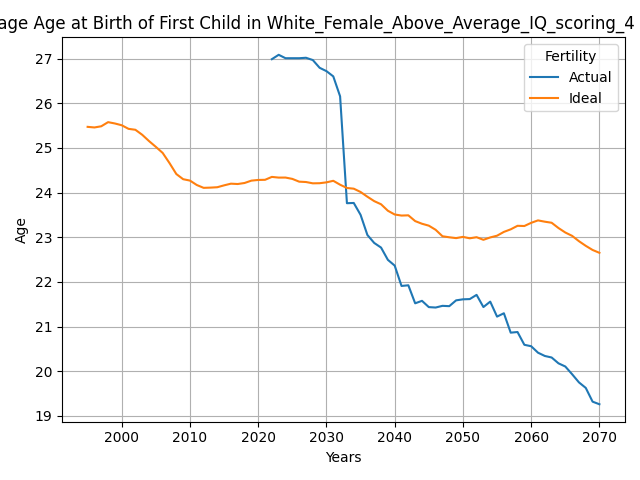 age Age at Birth of First Child in White_Female_Above_Average_IQ_scoring_4
Fertility
Actual
Ideal
27
26
25
24
23
22
21
20
19
Age
2000 2010 2020 2030 2040 2050 2060 2070
Years